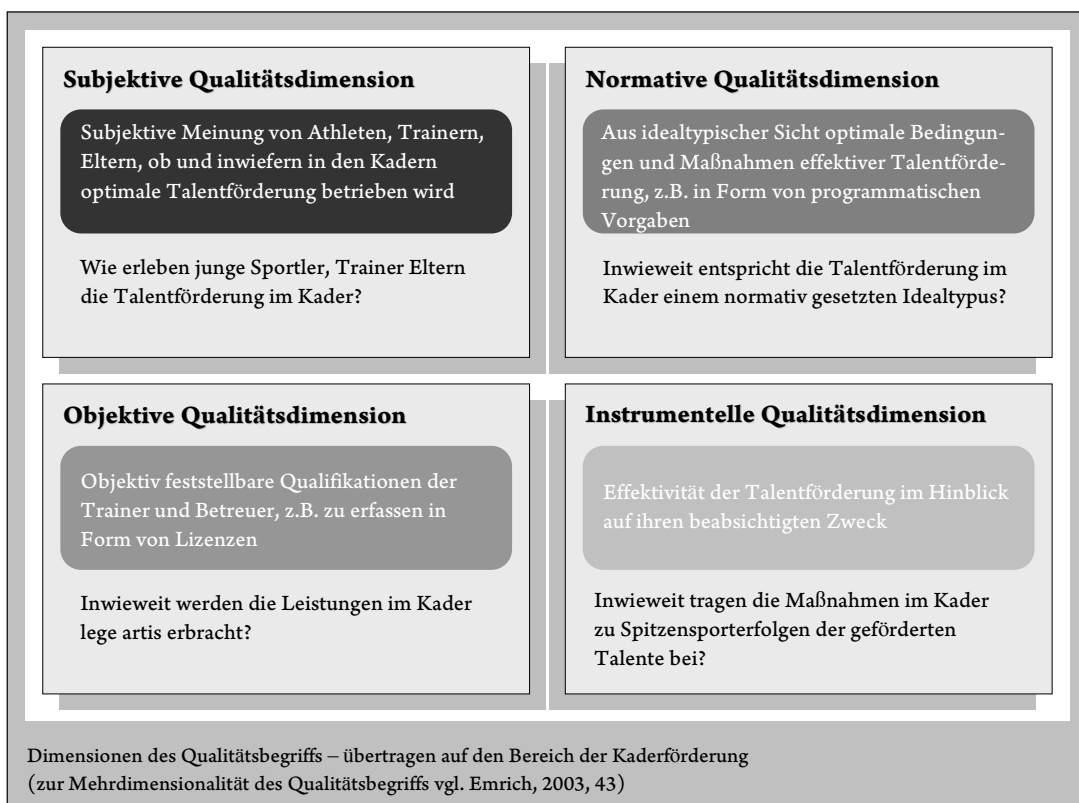 Subjektive Qualitätsdimension
Subjektive Meinung von Athleten, Trainern,
Eltern, ob und inwiefern in den Kadern
optimale Talentförderung betrieben wird
Wie erleben junge Sportler, Trainer Eltern
die Talentförderung im Kader?
Normative Qualitätsdimension
Aus idealtypischer Sicht optimale Bedingun-
gen und Maßnahmen effektiver Talentförde-
rung, z.B. in Form von programmatischen
Vorgaben
Inwieweit entspricht die Talentförderung im
Kader einem normativ gesetzten Idealtypus?
Objektive Qualitätsdimension
Objektiv feststellbare Qualifikationen der
Trainer und Betreuer, z.B. zu erfassen in
Form von Lizenzen
Inwieweit werden die Leistungen im Kader
lege artis erbracht?
Instrumentelle Qualitätsdimension
Effektivität der Talentförderung im Hinblick
auf ihren beabsichtigten Zweck
Inwieweit tragen die Maßnahmen im Kader
zu Spitzensporterfolgen der geförderten
Talente bei?
Dimensionen des Qualitätsbegriffs – übertragen auf den Bereich der Kaderförderung
(zur Mehrdimensionalität des Qualitätsbegriffs vgl. Emrich, 2003, 43)